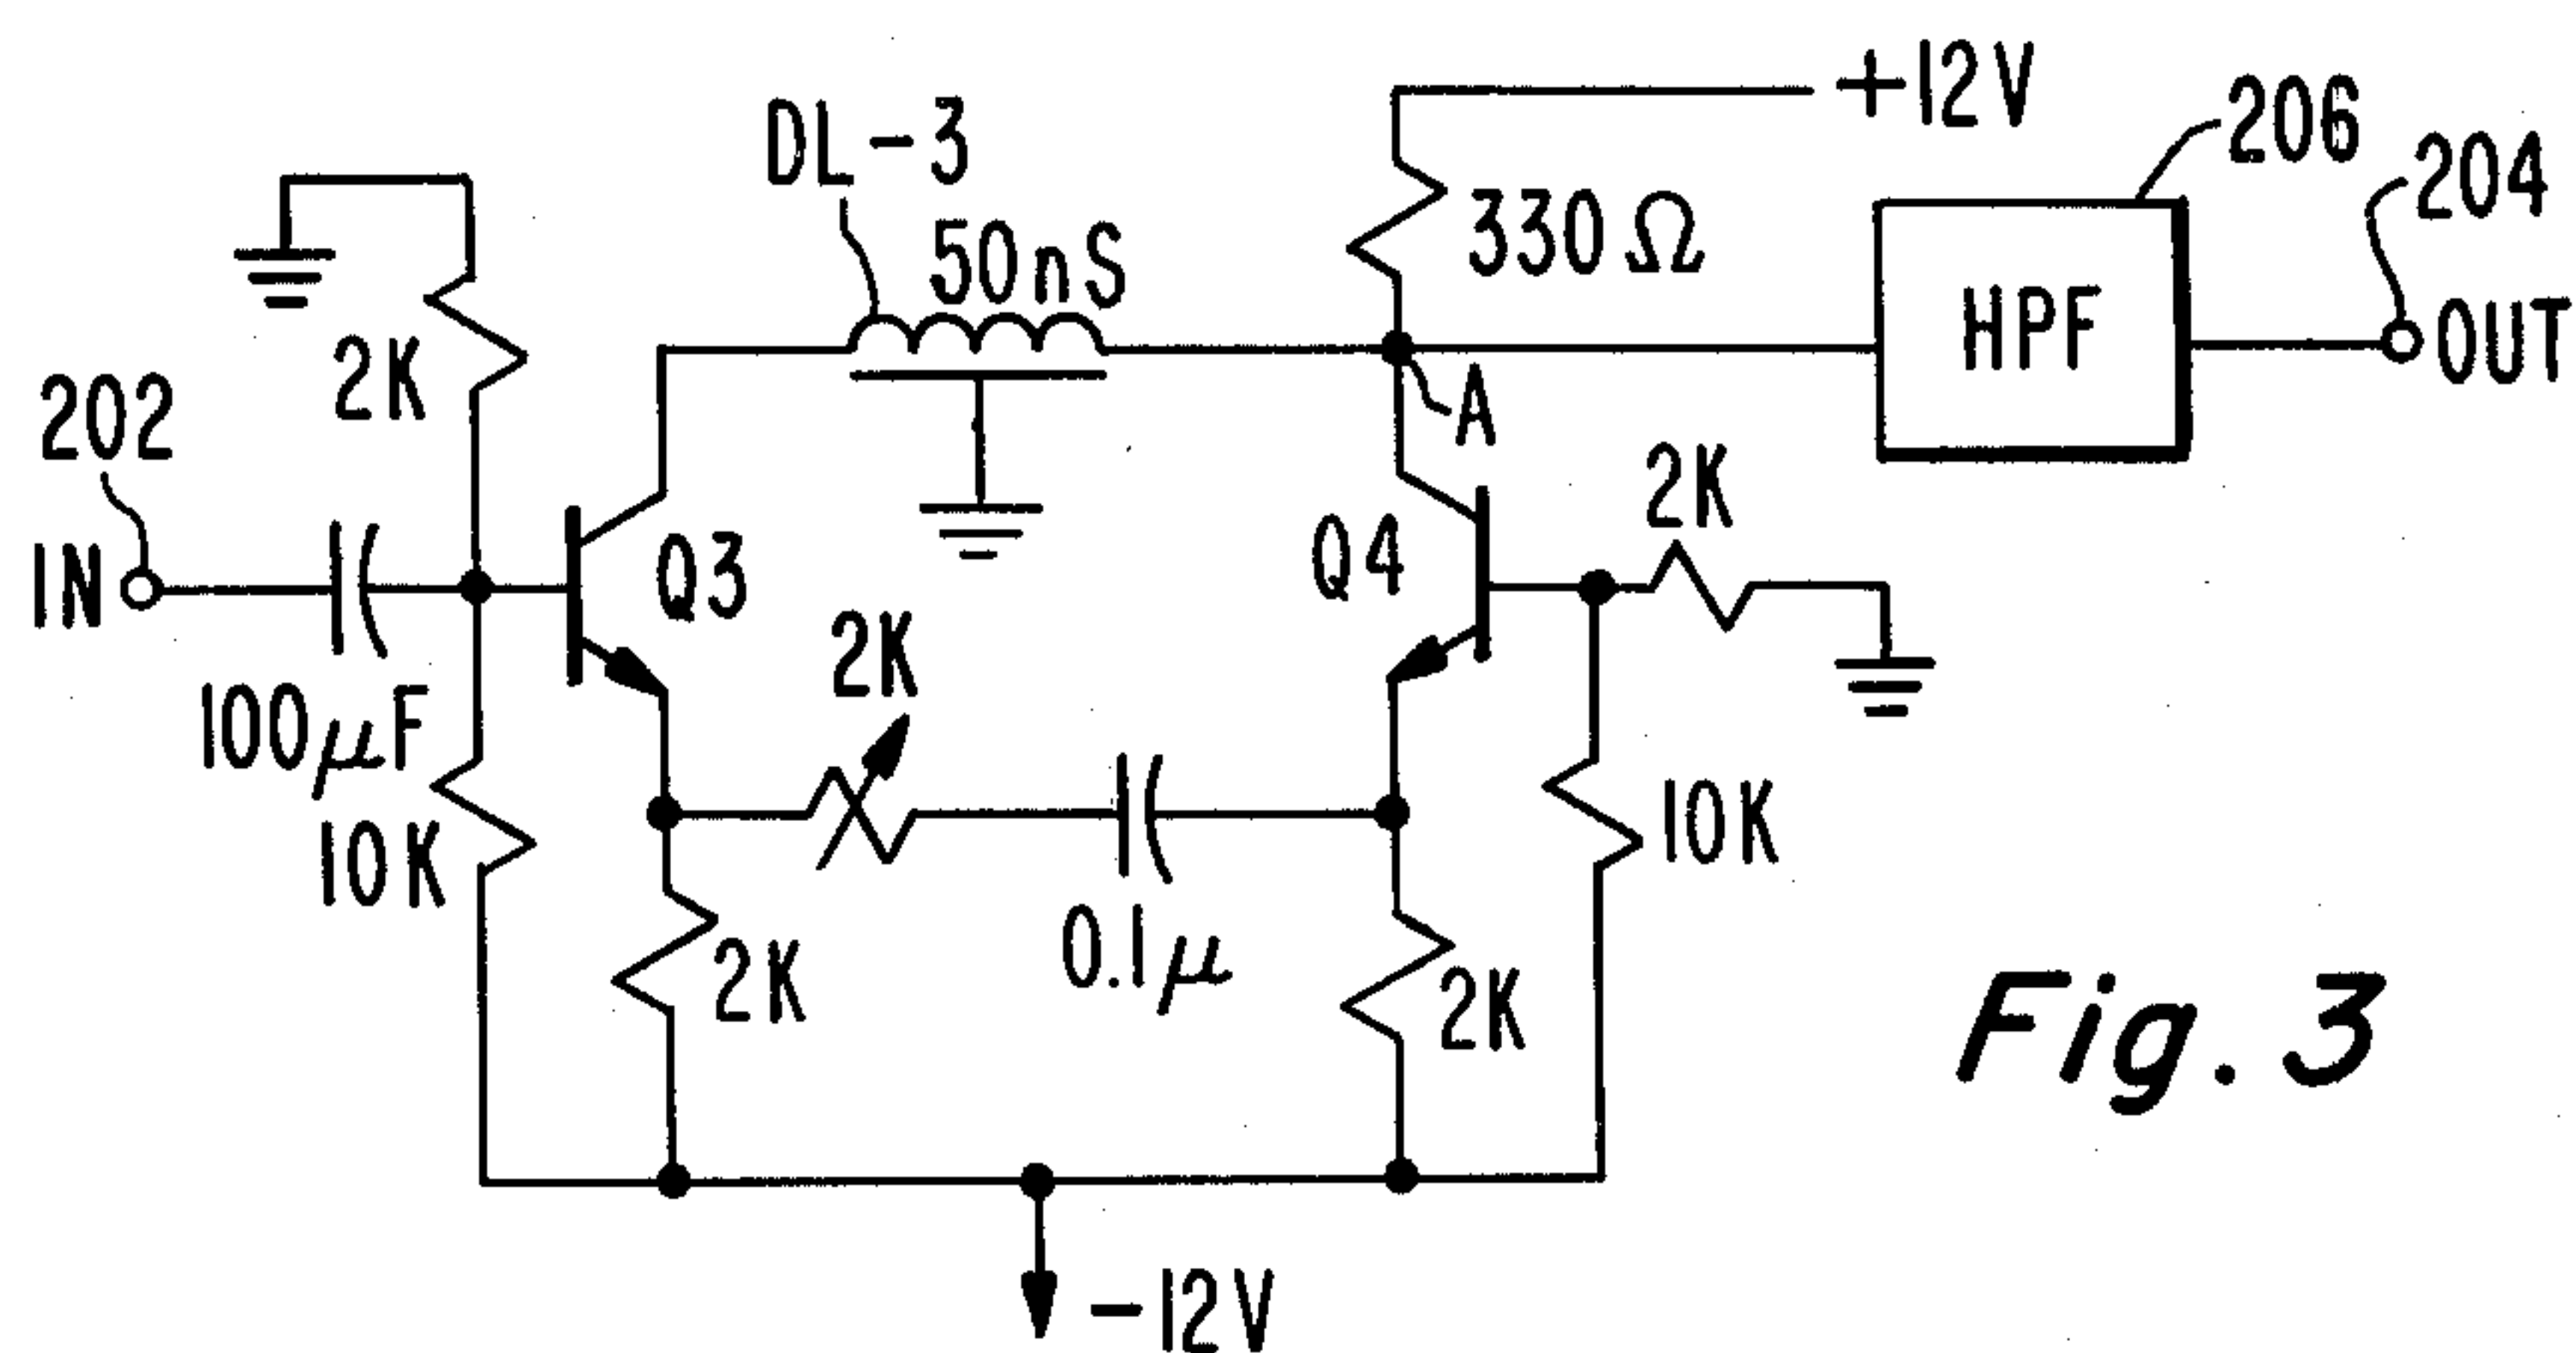 +12V
206
204
DL-3
50nS
330Ω
2K
HPF
OUT
A
202
IN
100μF
Q3
Q4
2K
2K
10K
10K
2K
0.1μ
2K
-12V
Fig. 3